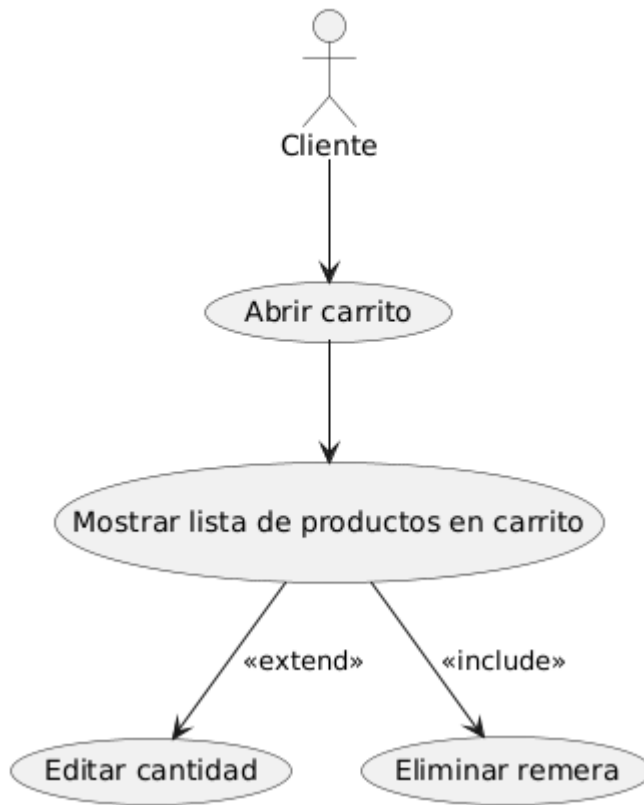 Cliente
Abrir carrito
Mostrar lista de productos en carrito
«extend»
«include»
Editar cantidad
Eliminar remera